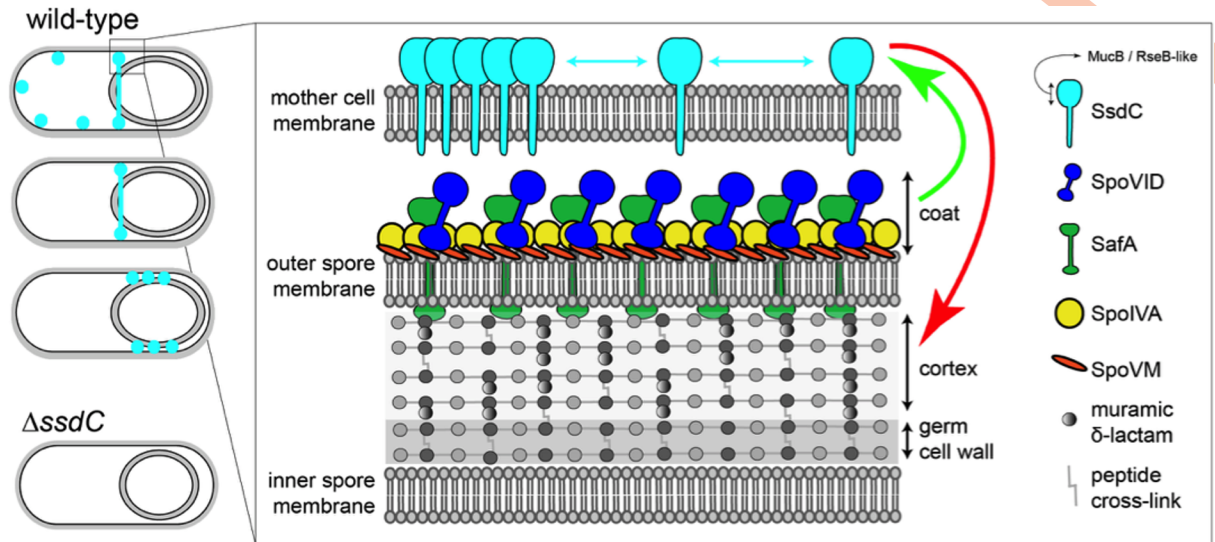 wild-type
ΔssdC
mother cell
membrane
outer spore
membrane
inner spore
membrane
coat
cortex
germ
cell wall
MucB / RseB-like
SsdC
SpoVID
SafA
SpoIVA
SpoVM
muramic
δ-lactam
peptide
cross-link